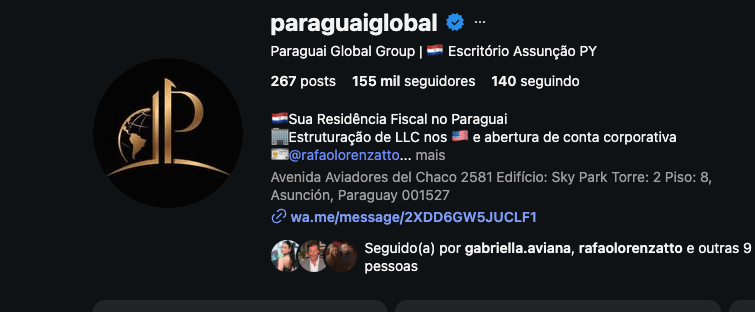 paraguaiglobal ...
Paraguai Global Group | 🇵🇾 Escritório Assunção PY
267 posts 155 mil seguidores 140 seguindo
🇵🇾Sua Residência Fiscal no Paraguai
🏢Estruturação de LLC nos 🇺🇸 e abertura de conta corporativa
🪪@rafaolorenzatto... mais
Avenida Aviadores del Chaco 2581 Edifício: Sky Park Torre: 2 Piso: 8,
Asunción, Paraguay 001527
wa.me/message/2XDD6GW5JUCLF1
Seguido(a) por gabriella.aviana, rafaolorenzatto e outras 9
pessoas